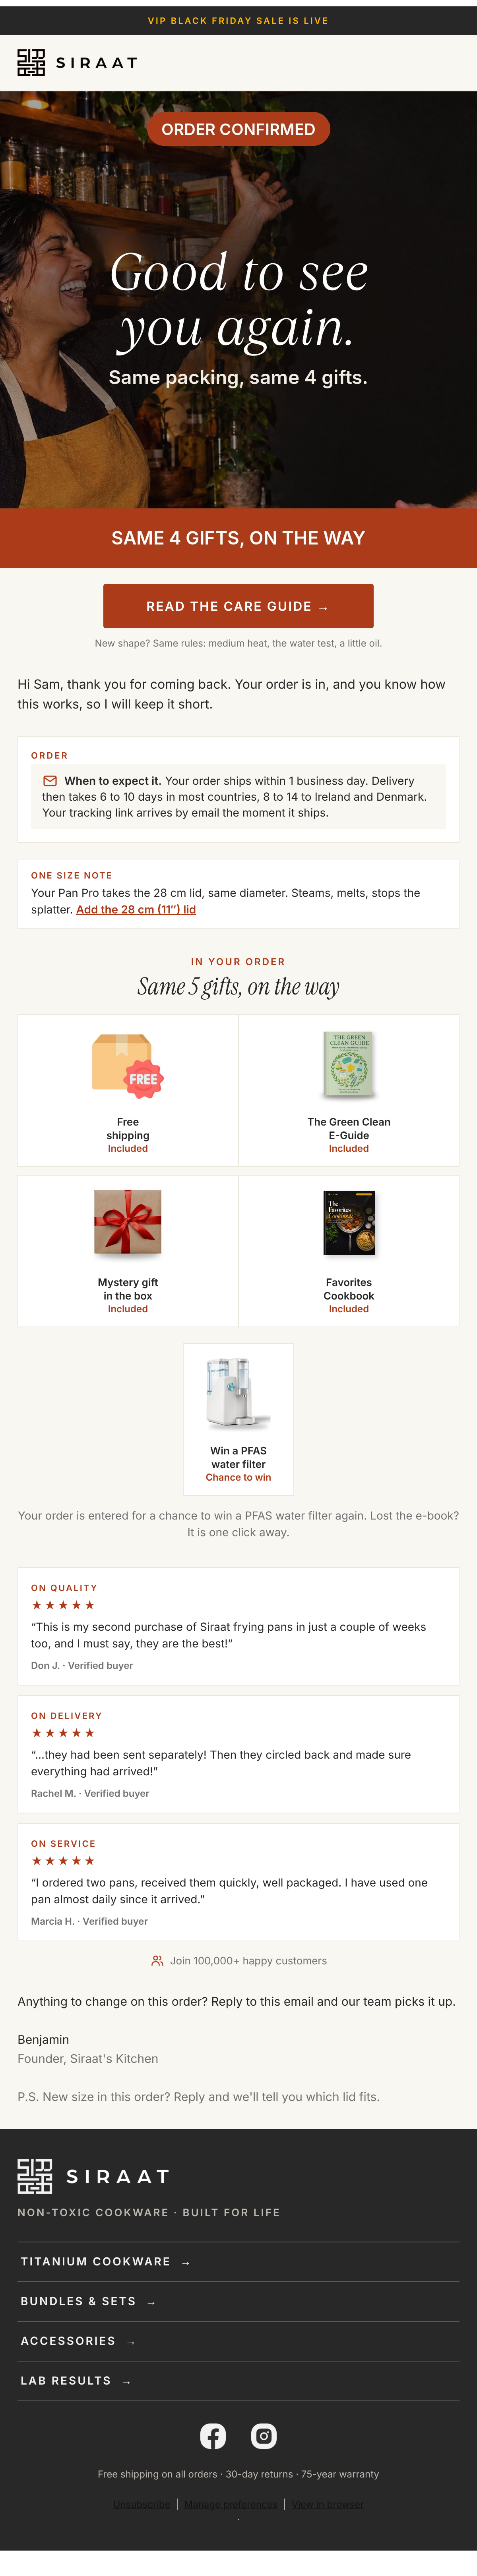 VIP BLACK FRIDAY SALE IS LIVE
SIRAAT
ORDER CONFIRMED
Good to see
you again.
Same packing, same 4 gifts.
SAME 4 GIFTS, ON THE WAY
READ THE CARE GUIDE →
New shape? Same rules: medium heat, the water test, a little oil.
Hi Sam, thank you for coming back. Your order is in, and you know how
this works, so I will keep it short.
ORDER
When to expect it. Your order ships within 1 business day. Delivery
then takes 6 to 10 days in most countries, 8 to 14 to Ireland and Denmark.
Your tracking link arrives by email the moment it ships.
ONE SIZE NOTE
Your Pan Pro takes the 28 cm lid, same diameter. Steams, melts, stops the
splatter. Add the 28 cm (11″) lid
IN YOUR ORDER
Same 5 gifts, on the way
FREE
Free
shipping
Included
THE GREEN
CLEAN GUIDE
The Green Clean
E-Guide
Included
Mystery gift
in the box
Included
The
Favorites
Cookbook
Favorites
Cookbook
Included
Win a PFAS
water filter
Chance to win
Your order is entered for a chance to win a PFAS water filter again. Lost the e-book?
It is one click away.
ON QUALITY
★★★★★
“This is my second purchase of Siraat frying pans in just a couple of weeks
too, and I must say, they are the best!”
Don J. · Verified buyer
ON DELIVERY
★★★★★
“...they had been sent separately! Then they circled back and made sure
everything had arrived!”
Rachel M. · Verified buyer
ON SERVICE
★★★★★
“I ordered two pans, received them quickly, well packaged. I have used one
pan almost daily since it arrived.”
Marcia H. · Verified buyer
Join 100,000+ happy customers
Anything to change on this order? Reply to this email and our team picks it up.
Benjamin
Founder, Siraat's Kitchen
P.S. New size in this order? Reply and we'll tell you which lid fits.
SIRAAT
NON-TOXIC COOKWARE · BUILT FOR LIFE
TITANIUM COOKWARE →
BUNDLES & SETS →
ACCESSORIES →
LAB RESULTS →
Free shipping on all orders · 30-day returns · 75-year warranty
Unsubscribe | Manage preferences | View in browser